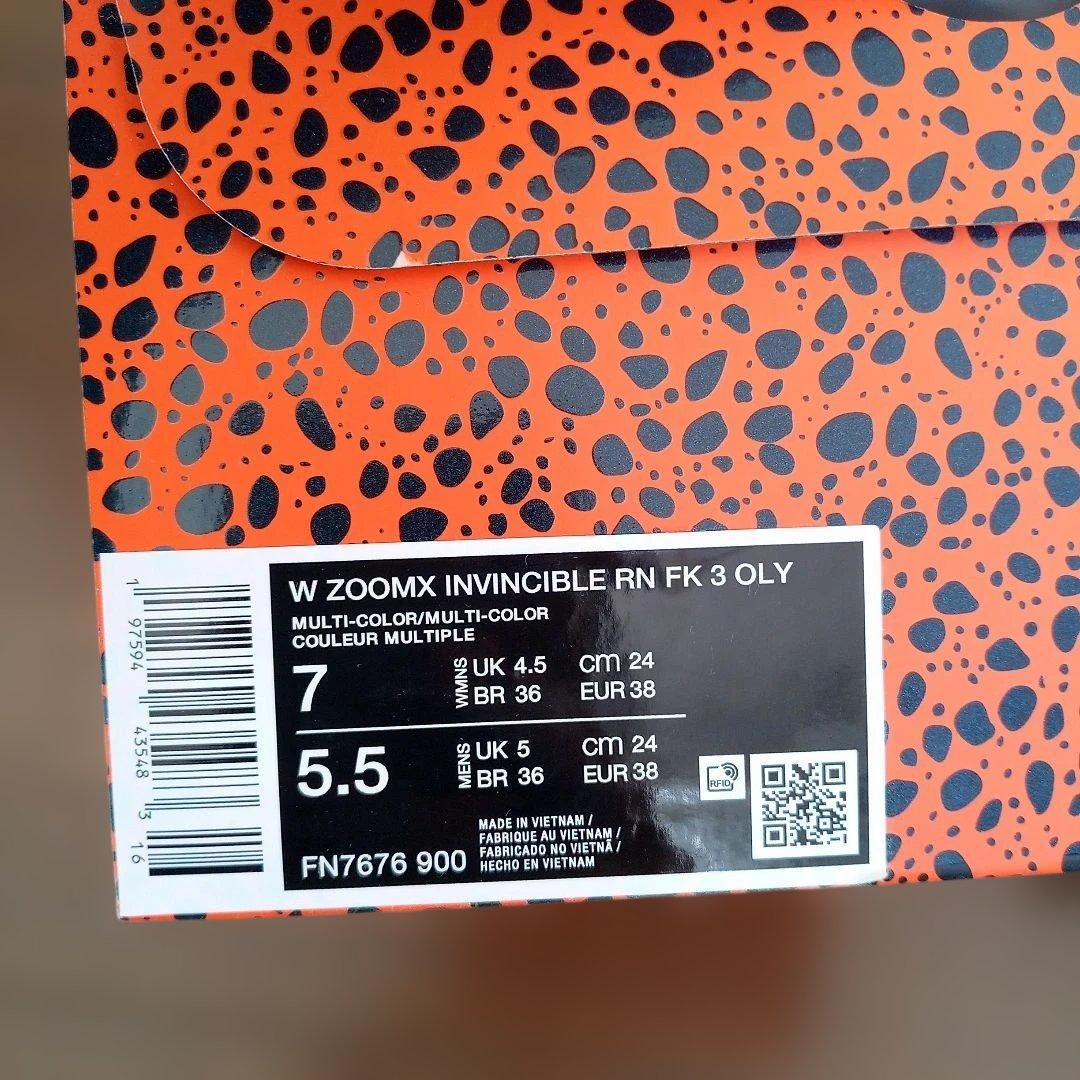 W ZOOMX INVINCIBLE RN FK 3 OLY
MULTI-COLOR/MULTI-COLOR
COULEUR MULTIPLE
7 WMNS UK 4.5 cm 24
BR 36 EUR 38
5.5 MENS UK 5 cm 24
BR 36 EUR 38
RFID
MADE IN VIETNAM /
FABRIQUE AU VIETNAM /
FABRICADO NO VIETNÃ /
HECHO EN VIETNAM
FN7676 900
1 97594 43548 3 16